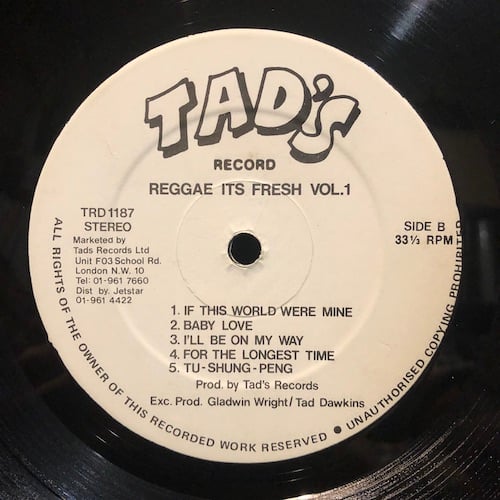 TAD's
RECORD
REGGAE ITS FRESH VOL.1
TRD1187
STEREO
Marketed by
Tads Records Ltd
Unit F03 School Rd.
London N.W. 10
Tel: 01-961 7660
Dist by. Jetstar
01-961 4422
SIDE B
33⅓ RPM
1. IF THIS WORLD WERE MINE
2. BABY LOVE
3. I'LL BE ON MY WAY
4. FOR THE LONGEST TIME
5. TU-SHUNG-PENG
Prod. by Tad's Records
Exc. Prod. Gladwin Wright/Tad Dawkins
ALL RIGHTS OF THE OWNER OF THIS RECORDED WORK RESERVED ● UNAUTHORISED COPYING PROHIBITED